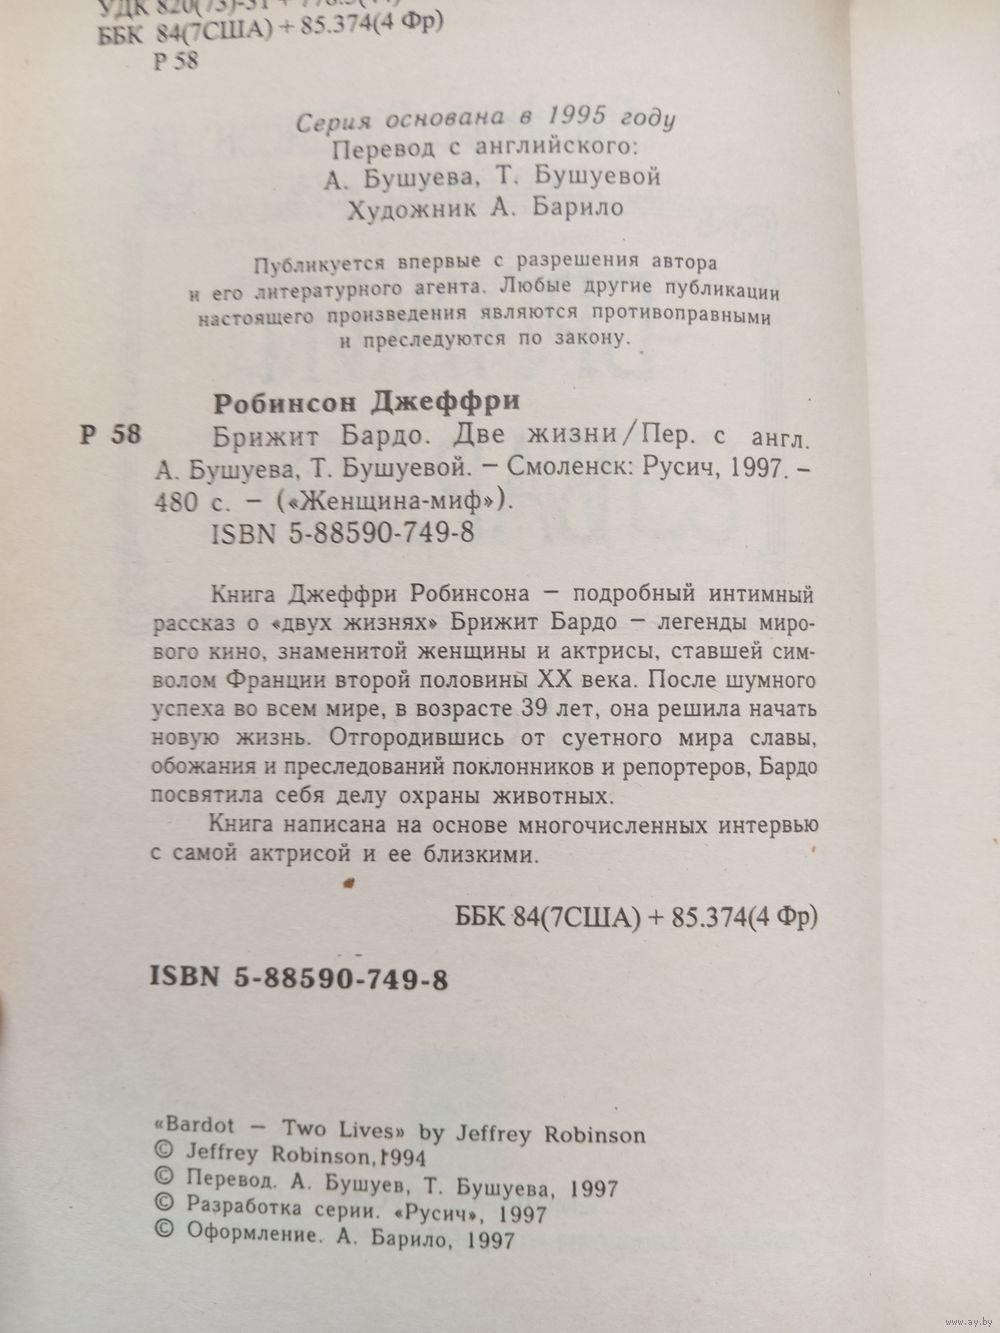 УДК 820(73)-31 +
ББК 84(7США) + 85.374(4 Фр)
Р 58
Серия основана в 1995 году
Перевод с английского:
А. Бушуева, Т. Бушуевой
Художник А. Барило
Публикуется впервые с разрешения автора
и его литературного агента. Любые другие публикации
настоящего произведения являются противоправными
и преследуются по закону.
Робинсон Джеффри
Р 58 Брижит Бардо. Две жизни/Пер. с англ.
А. Бушуева, Т. Бушуевой. – Смоленск: Русич, 1997. –
480 с. – («Женщина-миф»).
ISBN 5-88590-749-8
Книга Джеффри Робинсона – подробный интимный
рассказ о «двух жизнях» Брижит Бардо – легенды миро-
вого кино, знаменитой женщины и актрисы, ставшей сим-
волом Франции второй половины XX века. После шумного
успеха во всем мире, в возрасте 39 лет, она решила начать
новую жизнь. Отгородившись от суетного мира славы,
обожания и преследований поклонников и репортеров, Бардо
посвятила себя делу охраны животных.
Книга написана на основе многочисленных интервью
с самой актрисой и ее близкими.
ББК 84(7США) + 85.374(4 Фр)
ISBN 5-88590-749-8
«Bardot – Two Lives» by Jeffrey Robinson
© Jeffrey Robinson, 1994
© Перевод. А. Бушуев, Т. Бушуева, 1997
© Разработка серии. «Русич», 1997
© Оформление. А. Барило, 1997
www.ay.by